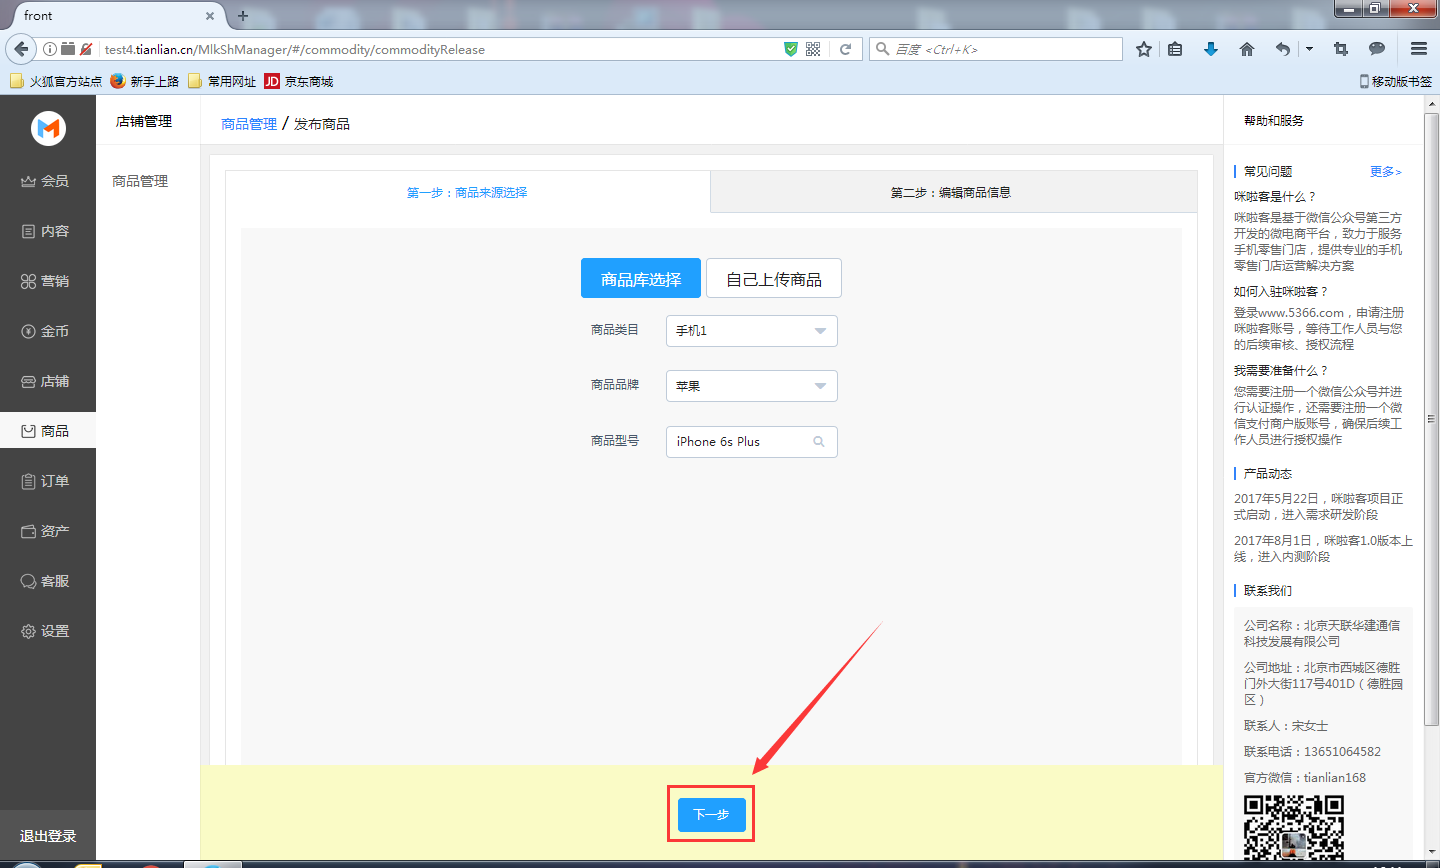 front
test4.tianlian.cn/MlkShManager/#/commodity/commodityRelease
百度 <Ctrl+K>
火狐官方站点
新手上路
常用网址
JD
京东商城
移动版书签
店铺管理
商品管理 / 发布商品
帮助和服务
会员
内容
营销
金币
店铺
商品
订单
资产
客服
设置
退出登录
商品管理
第一步：商品来源选择
第二步：编辑商品信息
商品库选择
自己上传商品
商品类目
手机1
商品品牌
苹果
商品型号
iPhone 6s Plus
下一步
常见问题
更多>
咪啦客是什么？
咪啦客是基于微信公众号第三方
开发的微电商平台，致力于服务
手机零售门店，提供专业的手机
零售门店运营解决方案
如何入驻咪啦客？
登录www.5366.com，申请注册
咪啦客账号，等待工作人员与您
的后续审核、授权流程
我需要准备什么？
您需要注册一个微信公众号并进
行认证操作，还需要注册一个微
信支付商户版账号，确保后续工
作人员进行授权操作
产品动态
2017年5月22日，咪啦客项目正
式启动，进入需求研发阶段
2017年8月1日，咪啦客1.0版本上
线，进入内测阶段
联系我们
公司名称：北京天联华建通信
科技发展有限公司
公司地址：北京市西城区德胜
门外大街117号401D（德胜园
区）
联系人：宋女士
联系电话：13651064582
官方微信：tianlian168